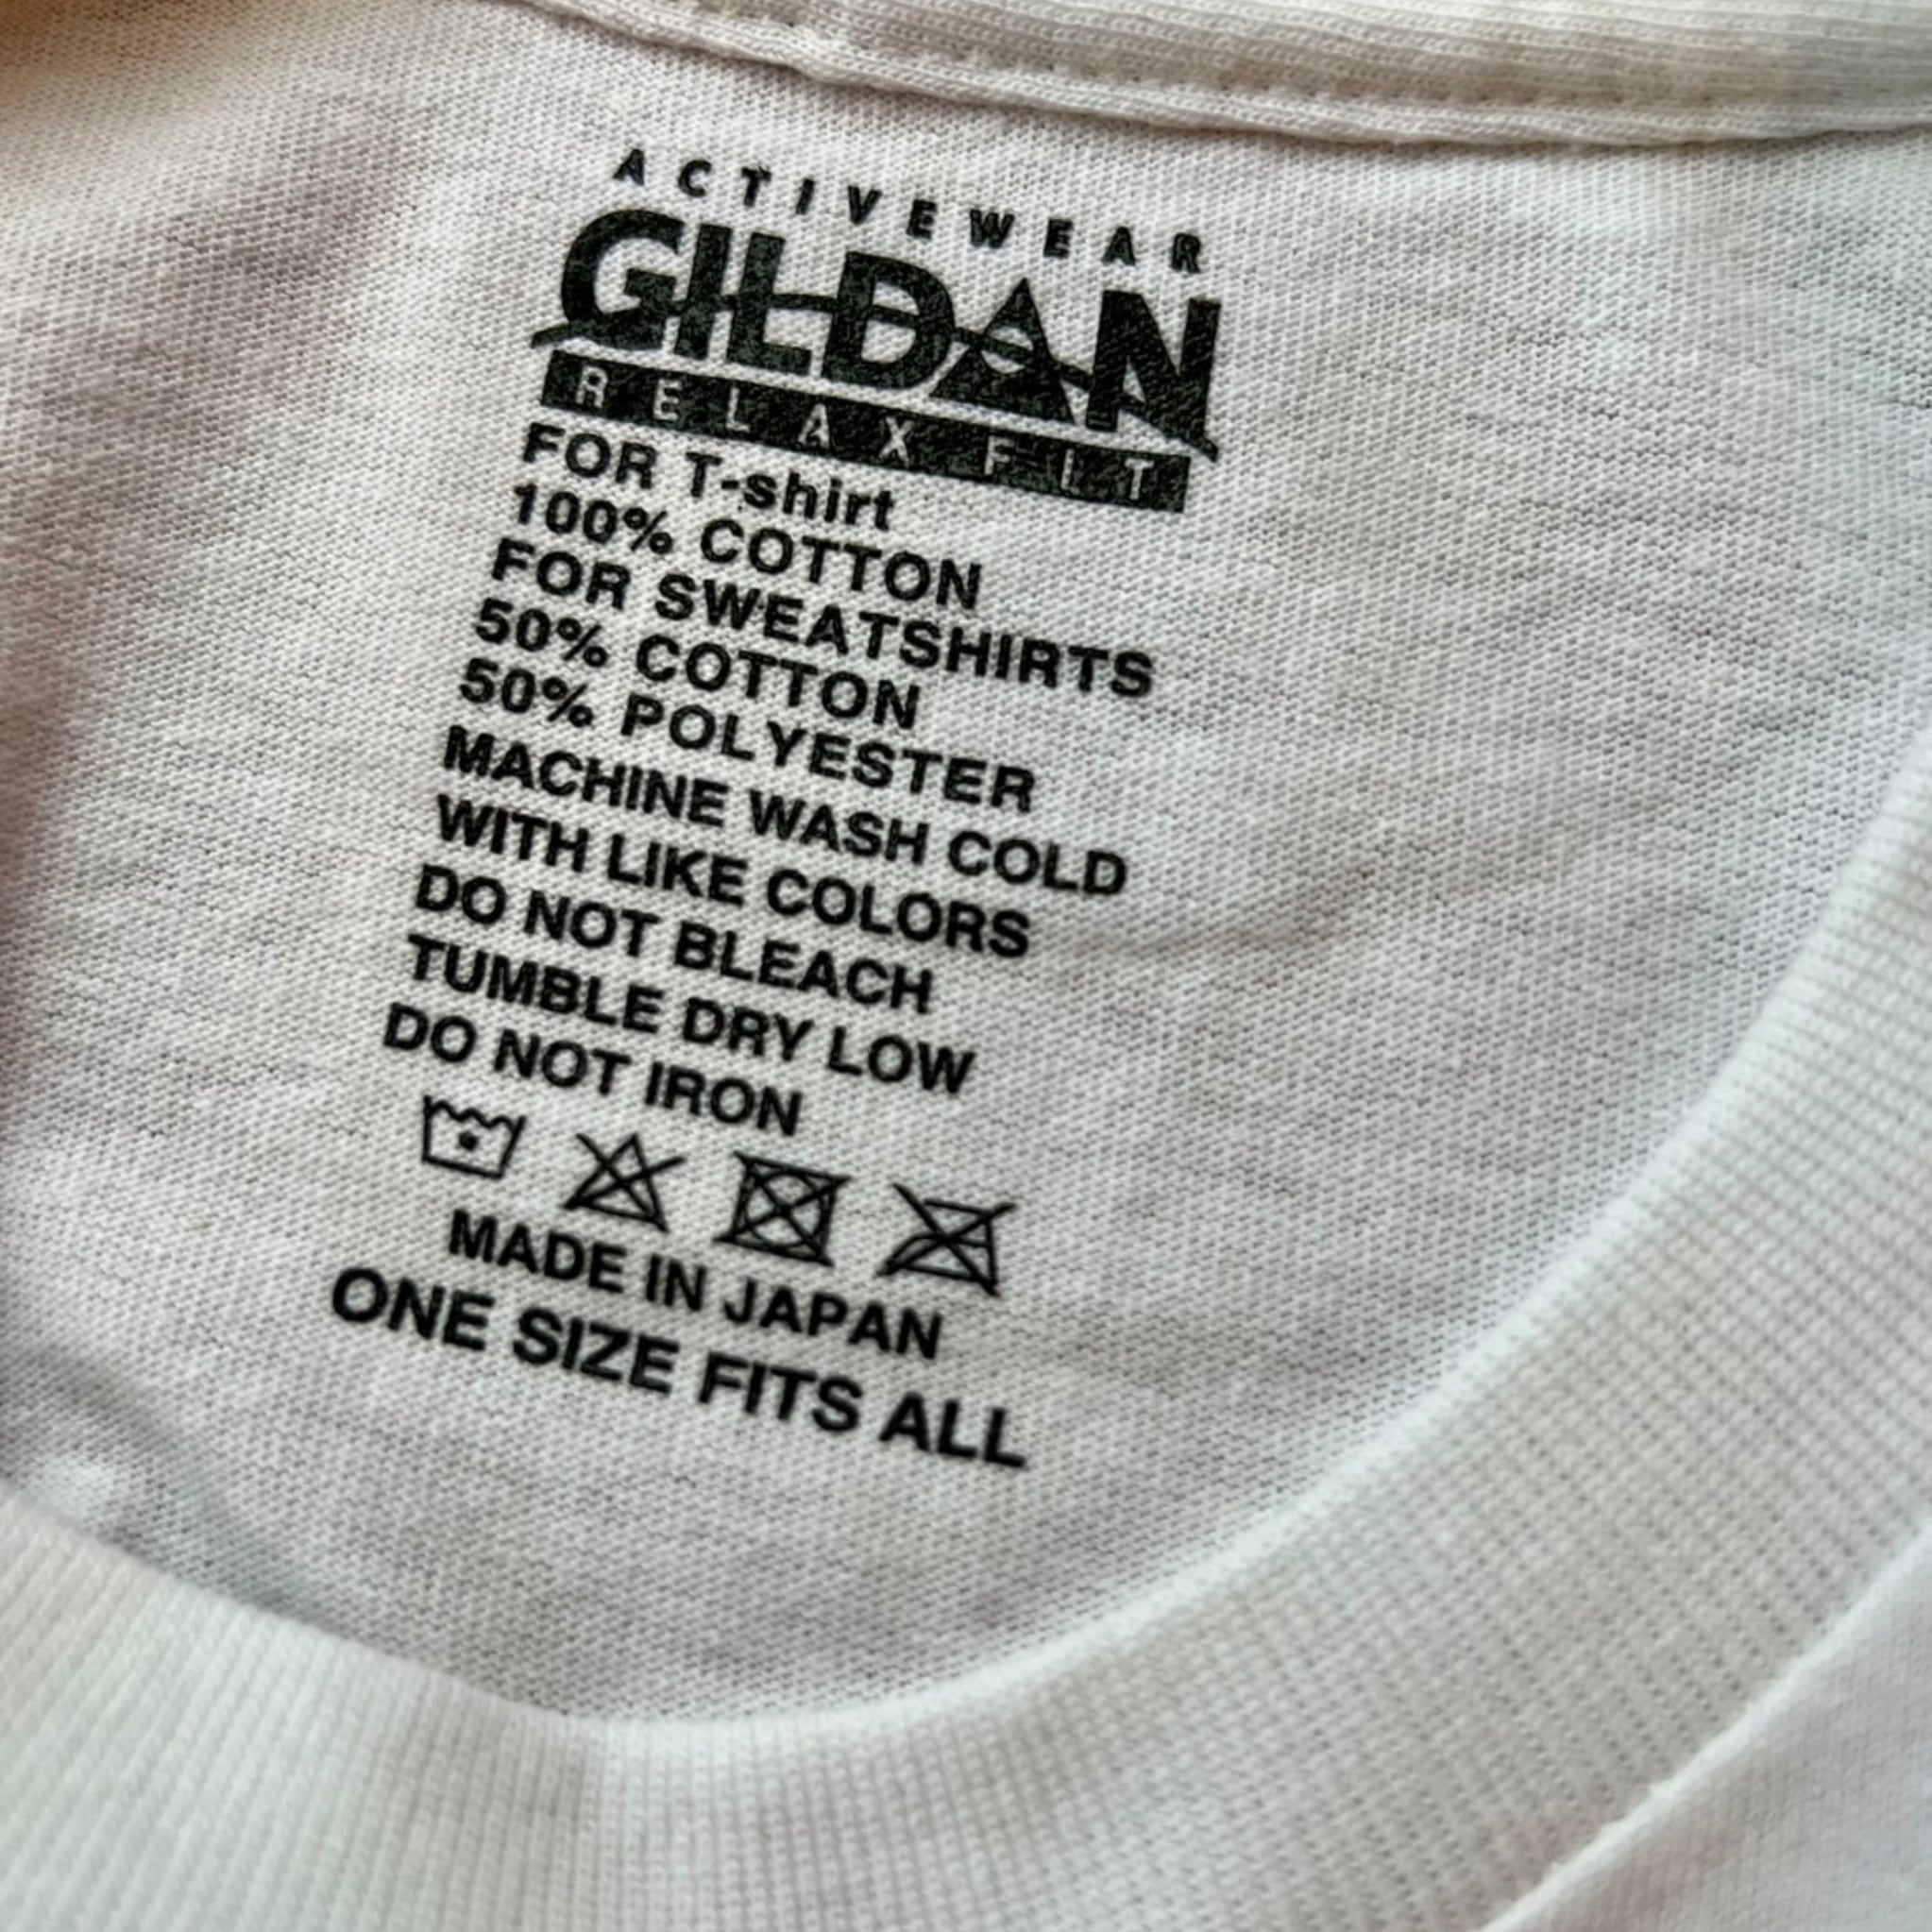 ACTIVEWEAR
GILDAN
RELAX FIT
FOR T-shirt
100% COTTON
FOR SWEATSHIRTS
50% COTTON
50% POLYESTER
MACHINE WASH COLD
WITH LIKE COLORS
DO NOT BLEACH
TUMBLE DRY LOW
DO NOT IRON
MADE IN JAPAN
ONE SIZE FITS ALL